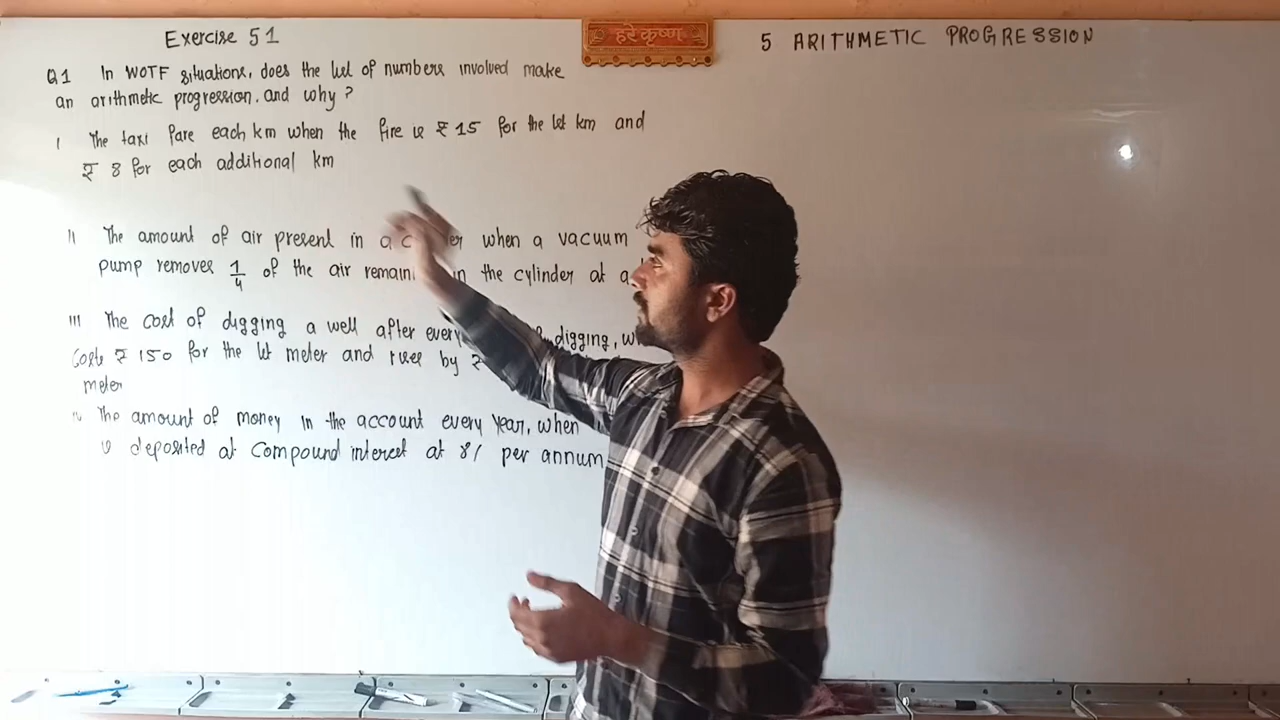 Exercise 5 1
हरे कृष्ण
5 ARITHMETIC PROGRESSION
Q1 In WOTF situations, does the list of numbers involved make
an arithmetic progression. and why?
I The taxi fare each km when the fire is ₹ 15 for the 1st km and
₹ 8 for each additional km
II The amount of air present in a when a vacuum
pump removes 1/4 of the air in the cylinder at a
III The cost of digging a well after every digging,
Costs ₹ 150 for the 1st meter and rises by ₹
meter
IV The amount of money in the account every year, when
is deposited at Compound interest at 8% per annum